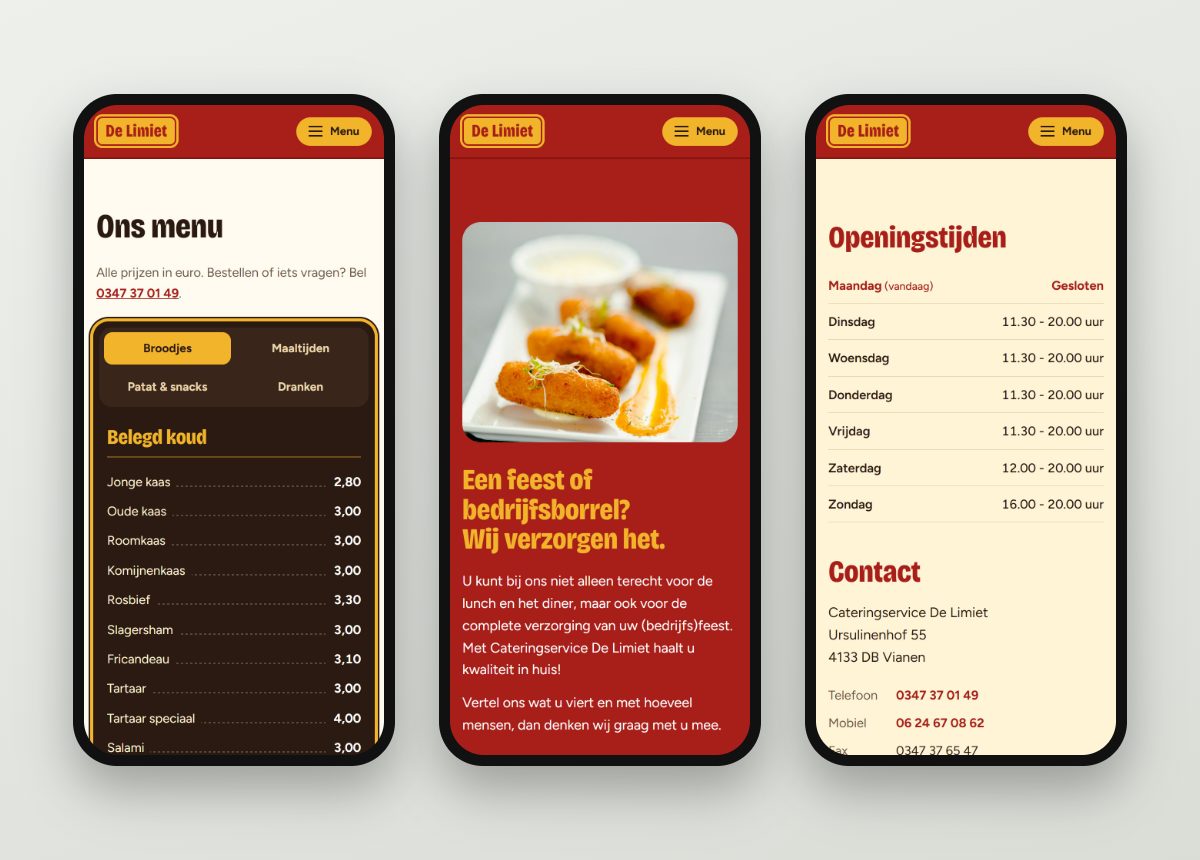 De Limiet
Menu
Ons menu
Alle prijzen in euro. Bestellen of iets vragen? Bel
0347 37 01 49.
Broodjes
Maaltijden
Patat & snacks
Dranken
Belegd koud
Jonge kaas 2,80
Oude kaas 3,00
Roomkaas 3,00
Komijnenkaas 3,00
Rosbief 3,30
Slagersham 3,00
Fricandeau 3,10
Tartaar 3,00
Tartaar speciaal 4,00
Salami 3,00
De Limiet
Menu
Een feest of
bedrijfsborrel?
Wij verzorgen het.
U kunt bij ons niet alleen terecht voor de
lunch en het diner, maar ook voor de
complete verzorging van uw (bedrijfs)feest.
Met Cateringservice De Limiet haalt u
kwaliteit in huis!
Vertel ons wat u viert en met hoeveel
mensen, dan denken wij graag met u mee.
De Limiet
Menu
Openingstijden
Maandag (vandaag) Gesloten
Dinsdag 11.30 - 20.00 uur
Woensdag 11.30 - 20.00 uur
Donderdag 11.30 - 20.00 uur
Vrijdag 11.30 - 20.00 uur
Zaterdag 12.00 - 20.00 uur
Zondag 16.00 - 20.00 uur
Contact
Cateringservice De Limiet
Ursulinenhof 55
4133 DB Vianen
Telefoon 0347 37 01 49
Mobiel 06 24 67 08 62
Fax 0347 37 65 47